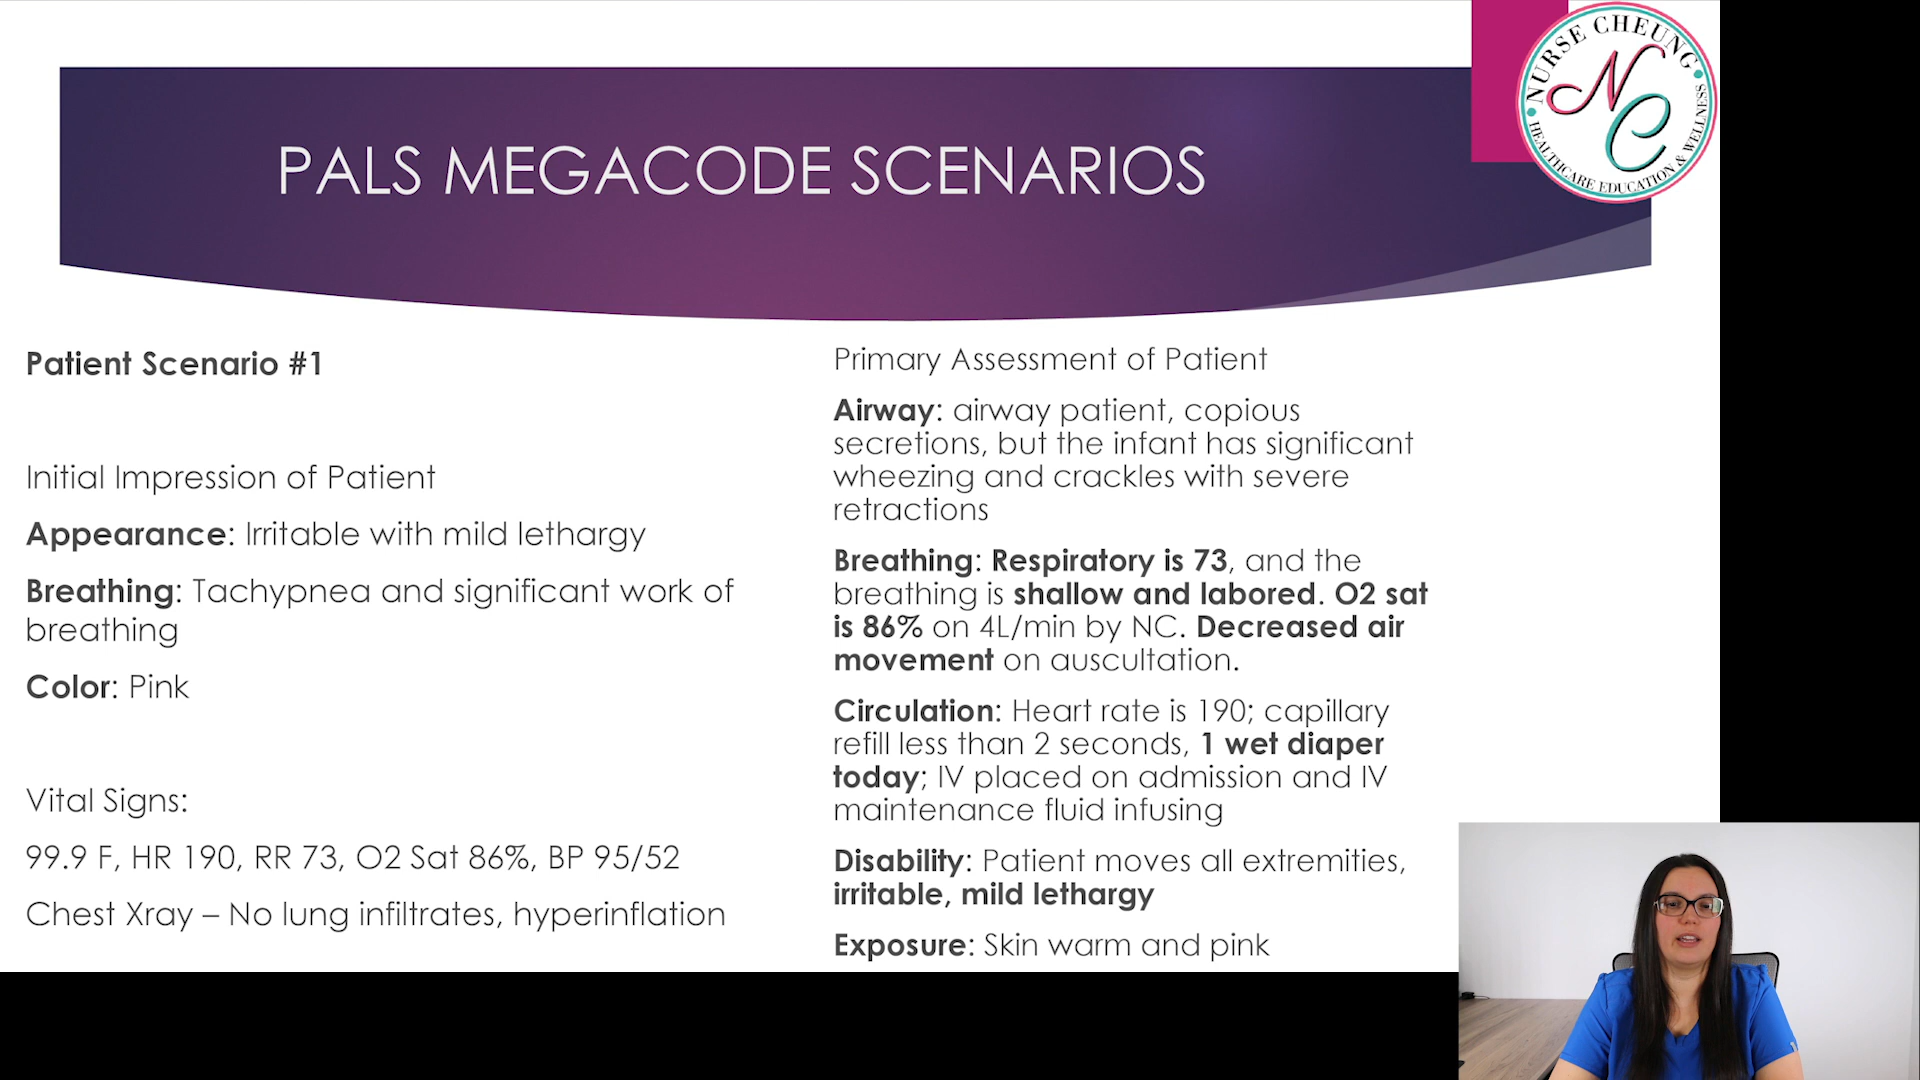 PALS MEGACODE SCENARIOS
NURSE CHEUNG
NC
HEALTHCARE EDUCATION & WELLNESS
Patient Scenario #1
Initial Impression of Patient
Appearance: Irritable with mild lethargy
Breathing: Tachypnea and significant work of
breathing
Color: Pink
Vital Signs:
99.9 F, HR 190, RR 73, O2 Sat 86%, BP 95/52
Chest Xray – No lung infiltrates, hyperinflation
Primary Assessment of Patient
Airway: airway patient, copious
secretions, but the infant has significant
wheezing and crackles with severe
retractions
Breathing: Respiratory is 73, and the
breathing is shallow and labored. O2 sat
is 86% on 4L/min by NC. Decreased air
movement on auscultation.
Circulation: Heart rate is 190; capillary
refill less than 2 seconds, 1 wet diaper
today; IV placed on admission and IV
maintenance fluid infusing
Disability: Patient moves all extremities,
irritable, mild lethargy
Exposure: Skin warm and pink